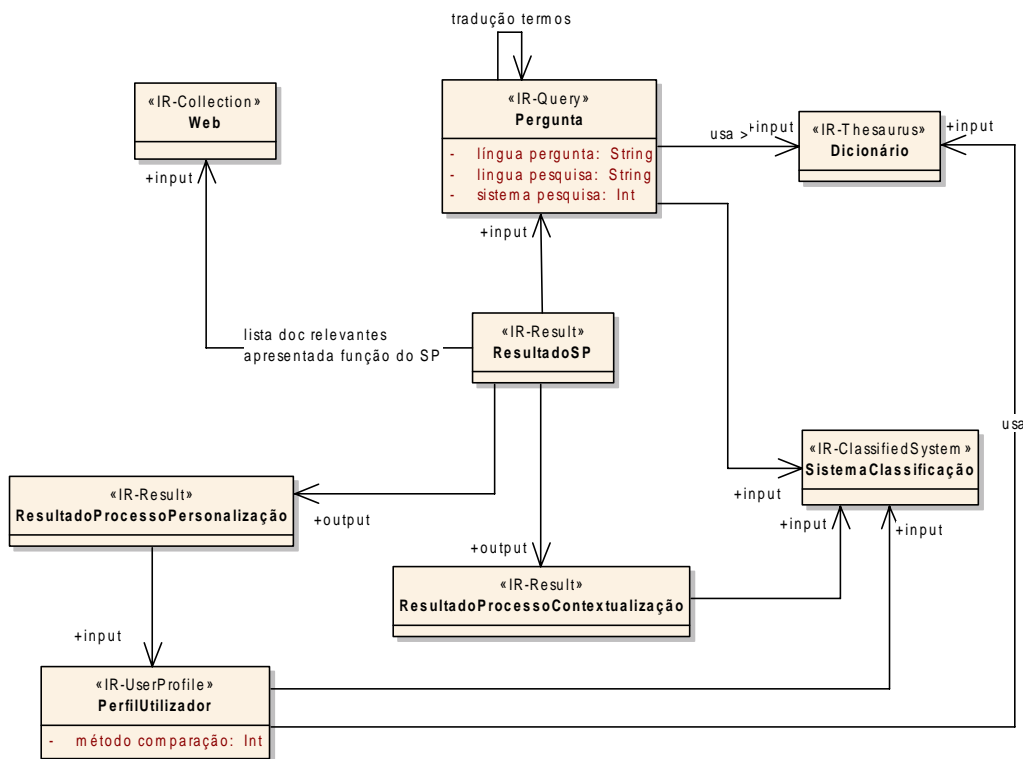 tradução termos
«IR-Collection»
Web
+input
«IR-Query»
Pergunta
- língua pergunta: String
- lingua pesquisa: String
- sistema pesquisa: Int
usa >
+input
«IR-Thesaurus»
Dicionário
+input
+input
lista doc relevantes
apresentada função do SP
«IR-Result»
ResultadoSP
usa
«IR-ClassifiedSystem»
SistemaClassificação
+input
+input
+input
«IR-Result»
ResultadoProcessoPersonalização
+output
+output
«IR-Result»
ResultadoProcessoContextualização
+input
«IR-UserProfile»
PerfilUtilizador
- método comparação: Int